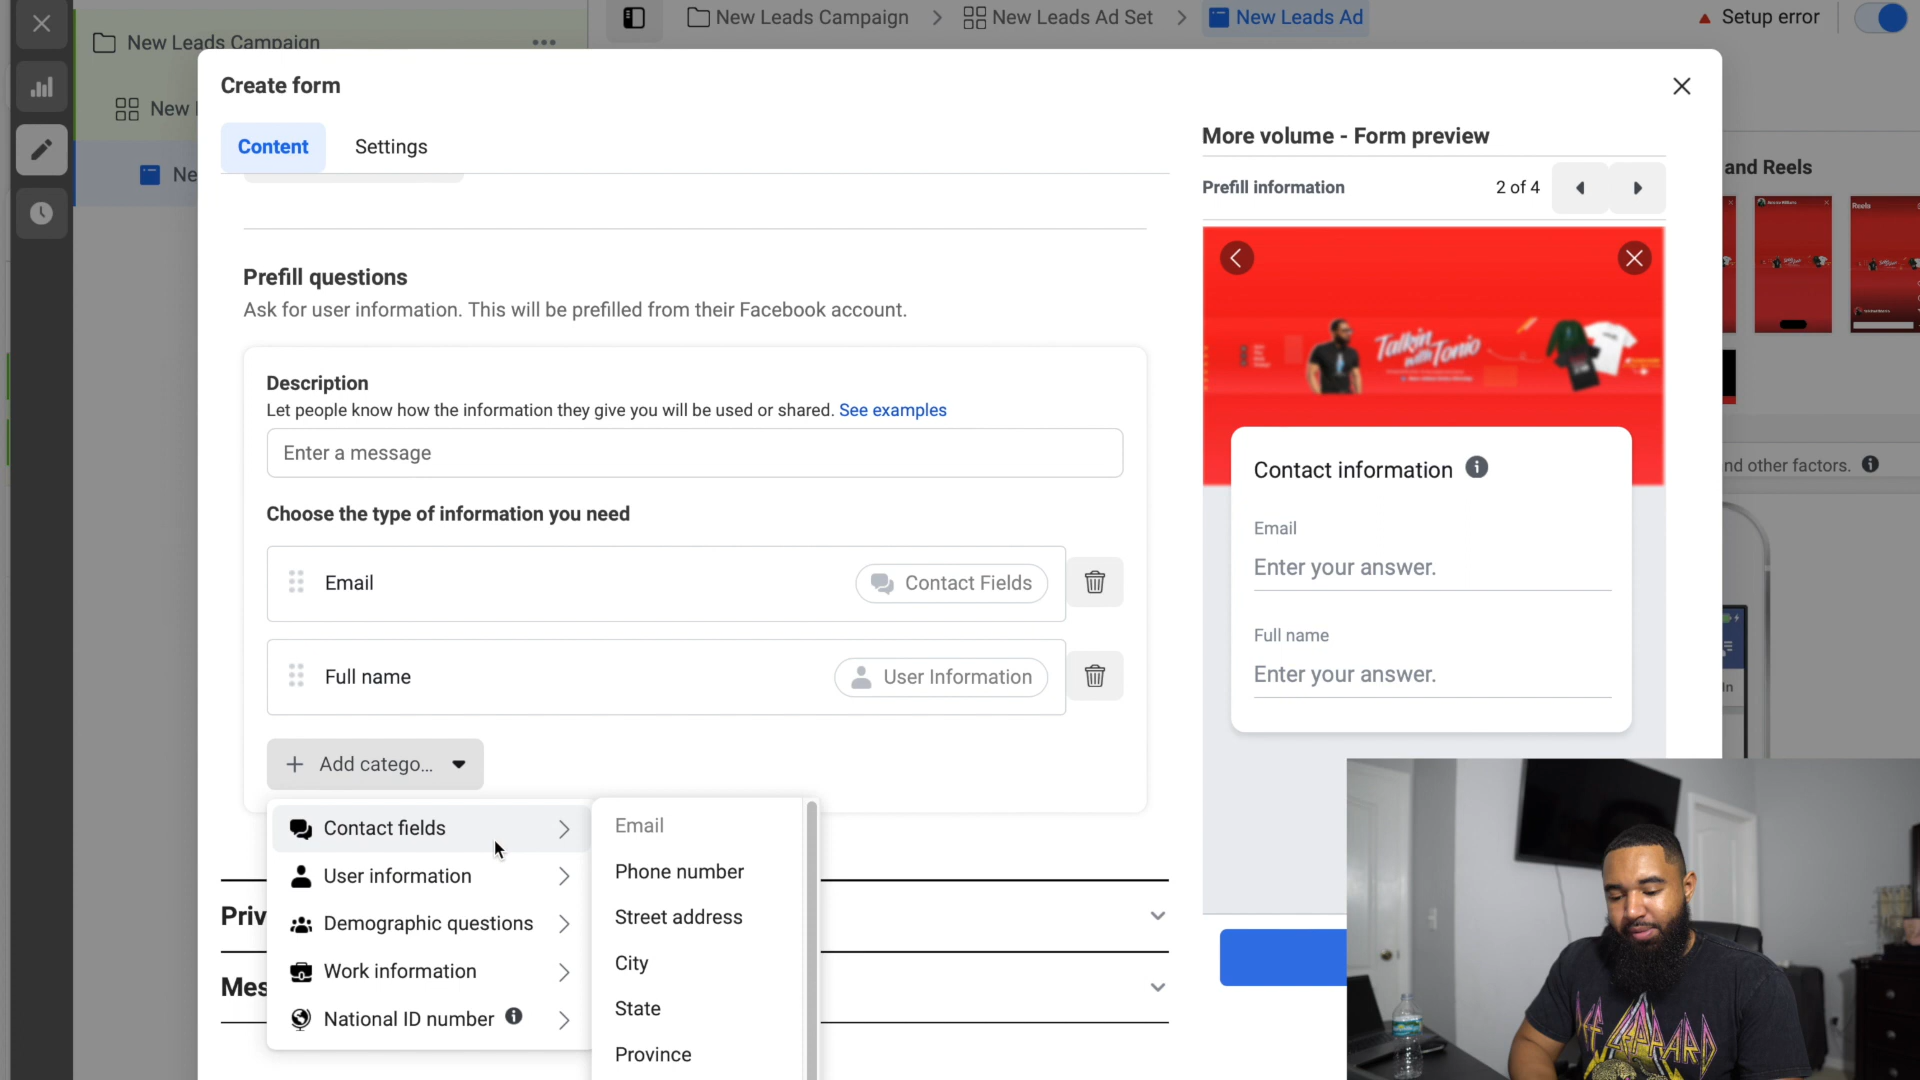 New Leads Campaign
New Leads Campaign
New Leads Ad Set
New Leads Ad
Setup error
New
Ne
Create form
Content
Settings
Prefill questions
Ask for user information. This will be prefilled from their Facebook account.
Description
Let people know how the information they give you will be used or shared. See examples
Enter a message
Choose the type of information you need
Email
Contact Fields
Full name
User Information
Add catego...
Contact fields
User information
Demographic questions
Work information
National ID number
Email
Phone number
Street address
City
State
Province
Priv
Mes
More volume - Form preview
Prefill information
2 of 4
Talkin
with Tonio
Contact information
Email
Enter your answer.
Full name
Enter your answer.
and Reels
Reels
nd other factors.
In
DEF LEPPARD